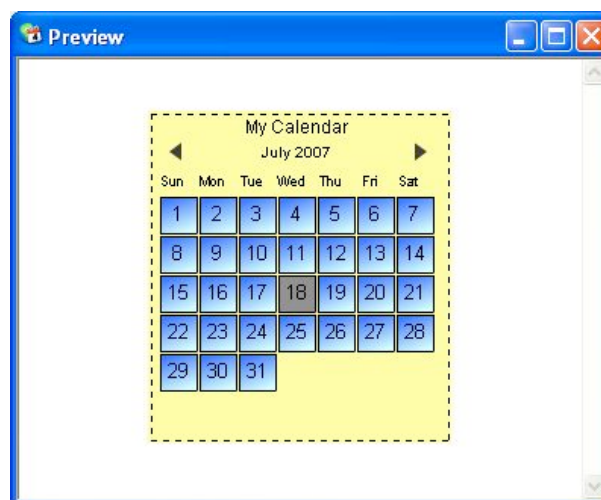 Preview
My Calendar
July 2007
Sun Mon Tue Wed Thu Fri Sat
1 2 3 4 5 6 7
8 9 10 11 12 13 14
15 16 17 18 19 20 21
22 23 24 25 26 27 28
29 30 31